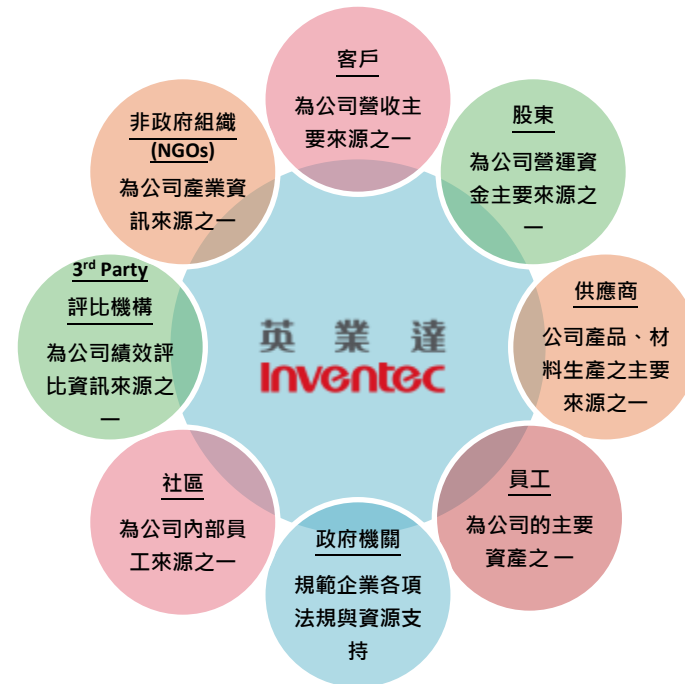 客戶
為公司營收主
要來源之一
股東
為公司營運資
金主要來源之
一
供應商
公司產品、材
料生產之主要
來源之一
員工
為公司的主要
資產之一
政府機關
規範企業各項
法規與資源支
持
社區
為公司內部員
工來源之一
3rd Party
評比機構
為公司績效評
比資訊來源之
一
非政府組織
(NGOs)
為公司產業資
訊來源之一
英業達
Inventec